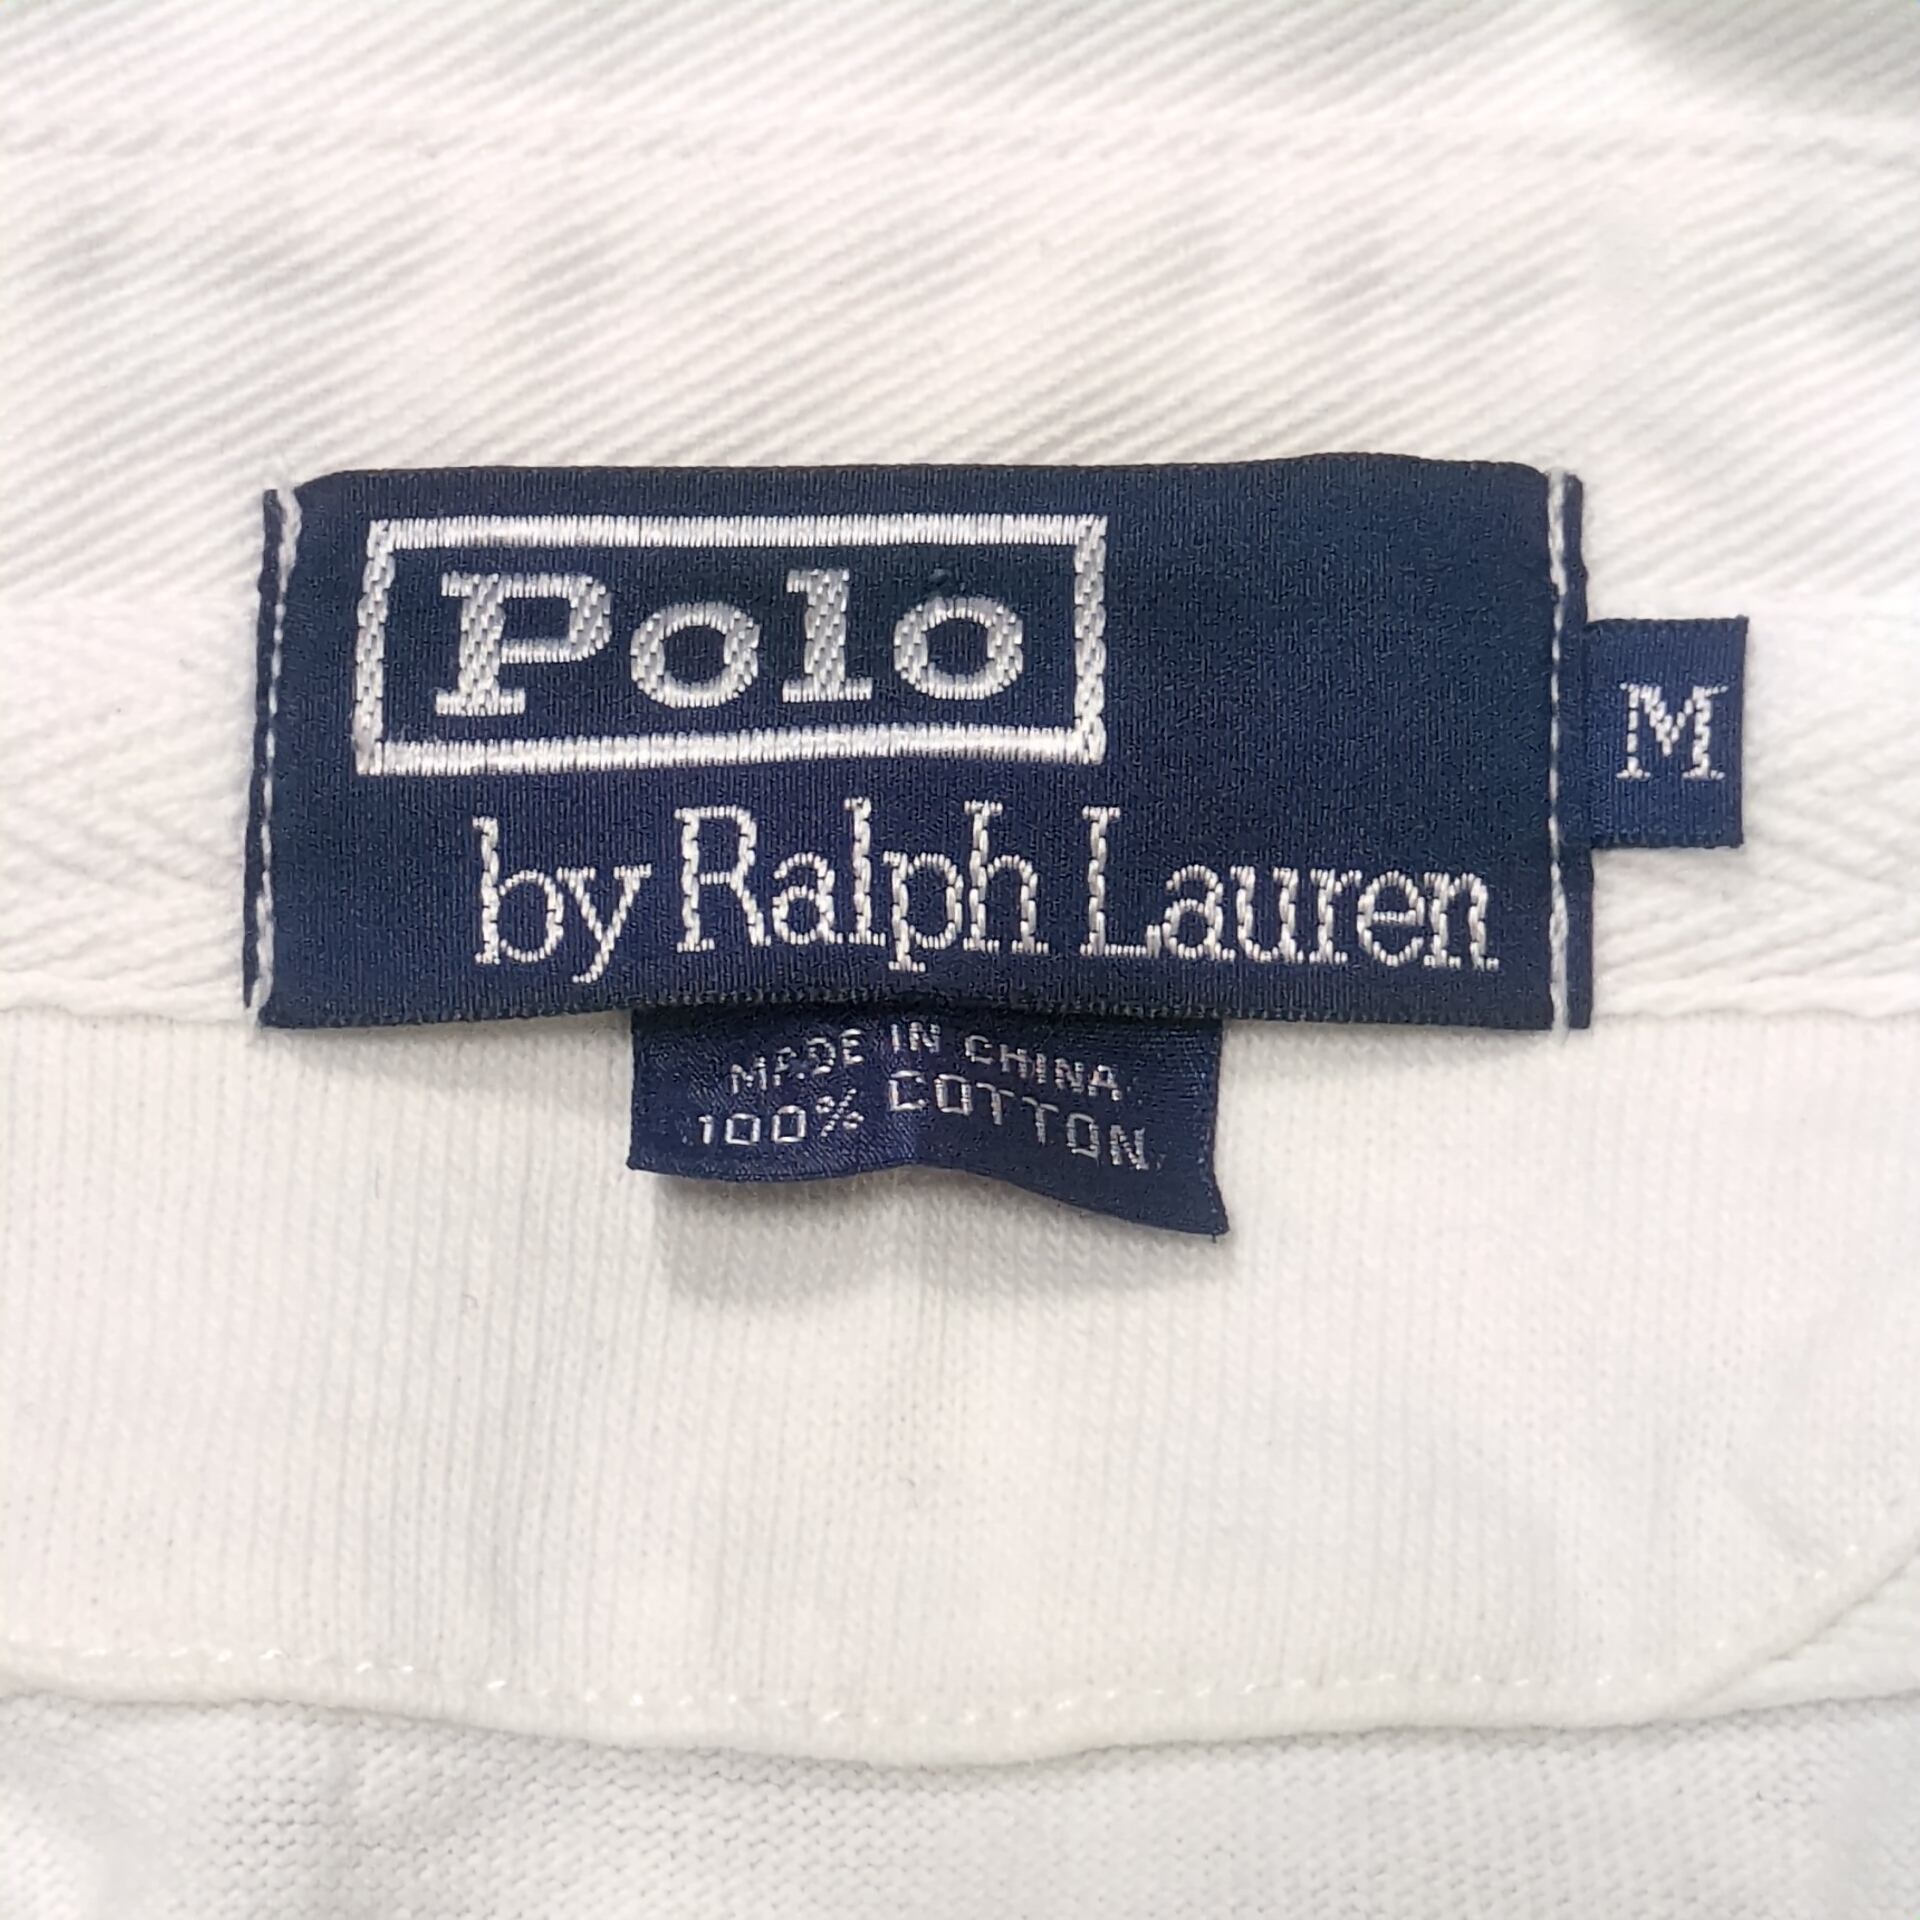 Polo
by Ralph Lauren
M
MADE IN CHINA
100% COTTON